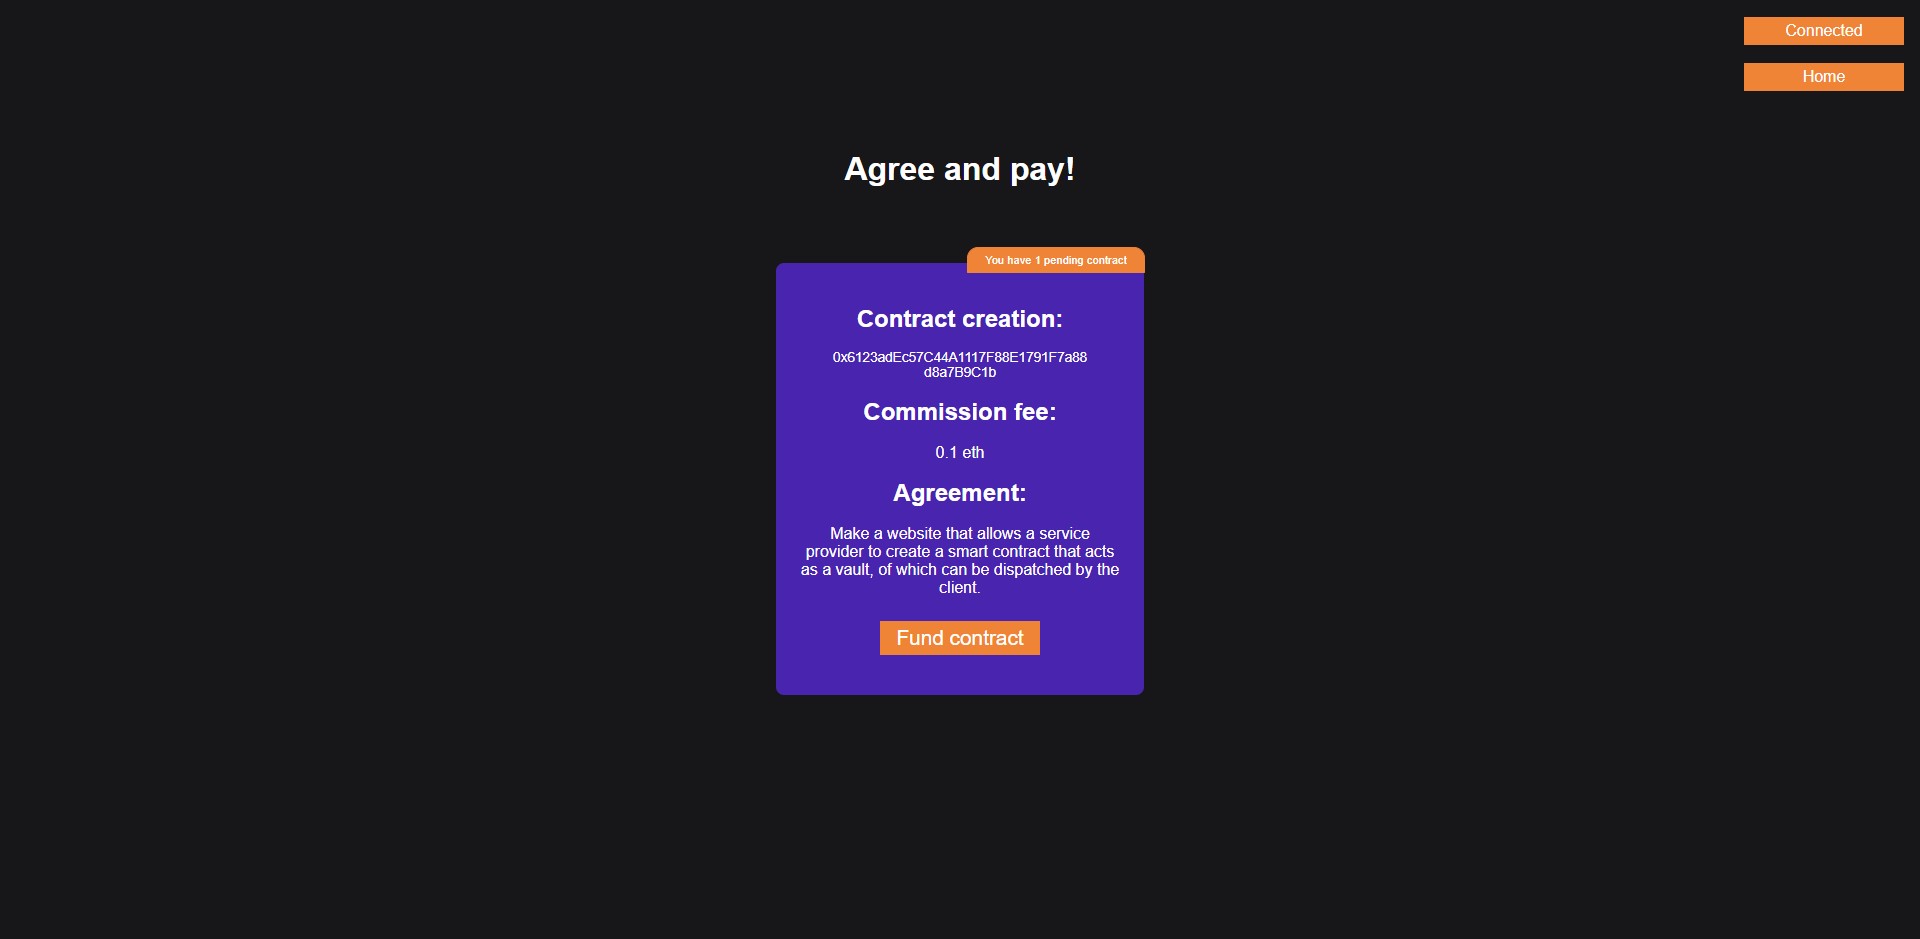 Connected
Home
Agree and pay!
You have 1 pending contract
Contract creation:
0x6123adEc57C44A1117F88E1791F7a88
d8a7B9C1b
Commission fee:
0.1 eth
Agreement:
Make a website that allows a service
provider to create a smart contract that acts
as a vault, of which can be dispatched by the
client.
Fund contract